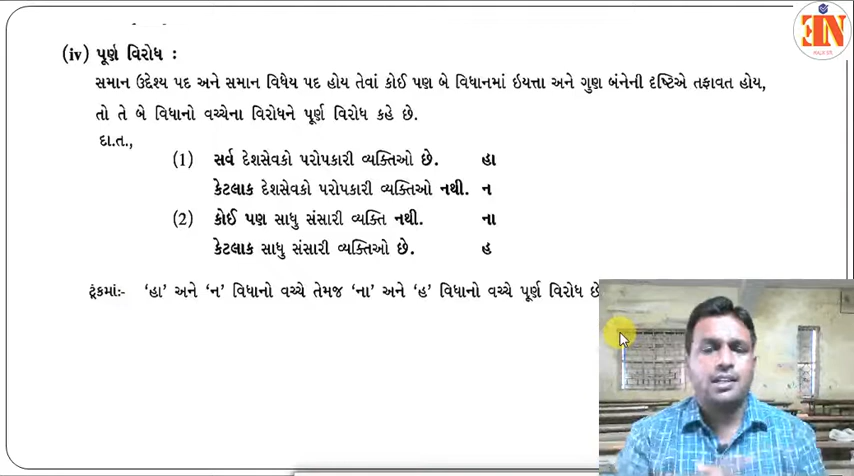 (iv) પૂર્ણ વિરોધ :
સમાન ઉદ્દેશ્ય પદ અને સમાન વિધેય પદ હોય તેવાં કોઈ પણ બે વિધાનમાં ઇયત્તા અને ગુણ બંનેની દૃષ્ટિએ તફાવત હોય,
તો તે બે વિધાનો વચ્ચેના વિરોધને પૂર્ણ વિરોધ કહે છે.
દા.ત.,
(1) સર્વ દેશસેવકો પરોપકારી વ્યક્તિઓ છે. હા
કેટલાક દેશસેવકો પરોપકારી વ્યક્તિઓ નથી. ન
(2) કોઈ પણ સાધુ સંસારી વ્યક્તિ નથી. ના
કેટલાક સાધુ સંસારી વ્યક્તિઓ છે. હ
ટૂંકમાં:- ‘હા’ અને ‘ન’ વિધાનો વચ્ચે તેમજ ‘ના’ અને ‘હ’ વિધાનો વચ્ચે પૂર્ણ વિરોધ છે
EIN